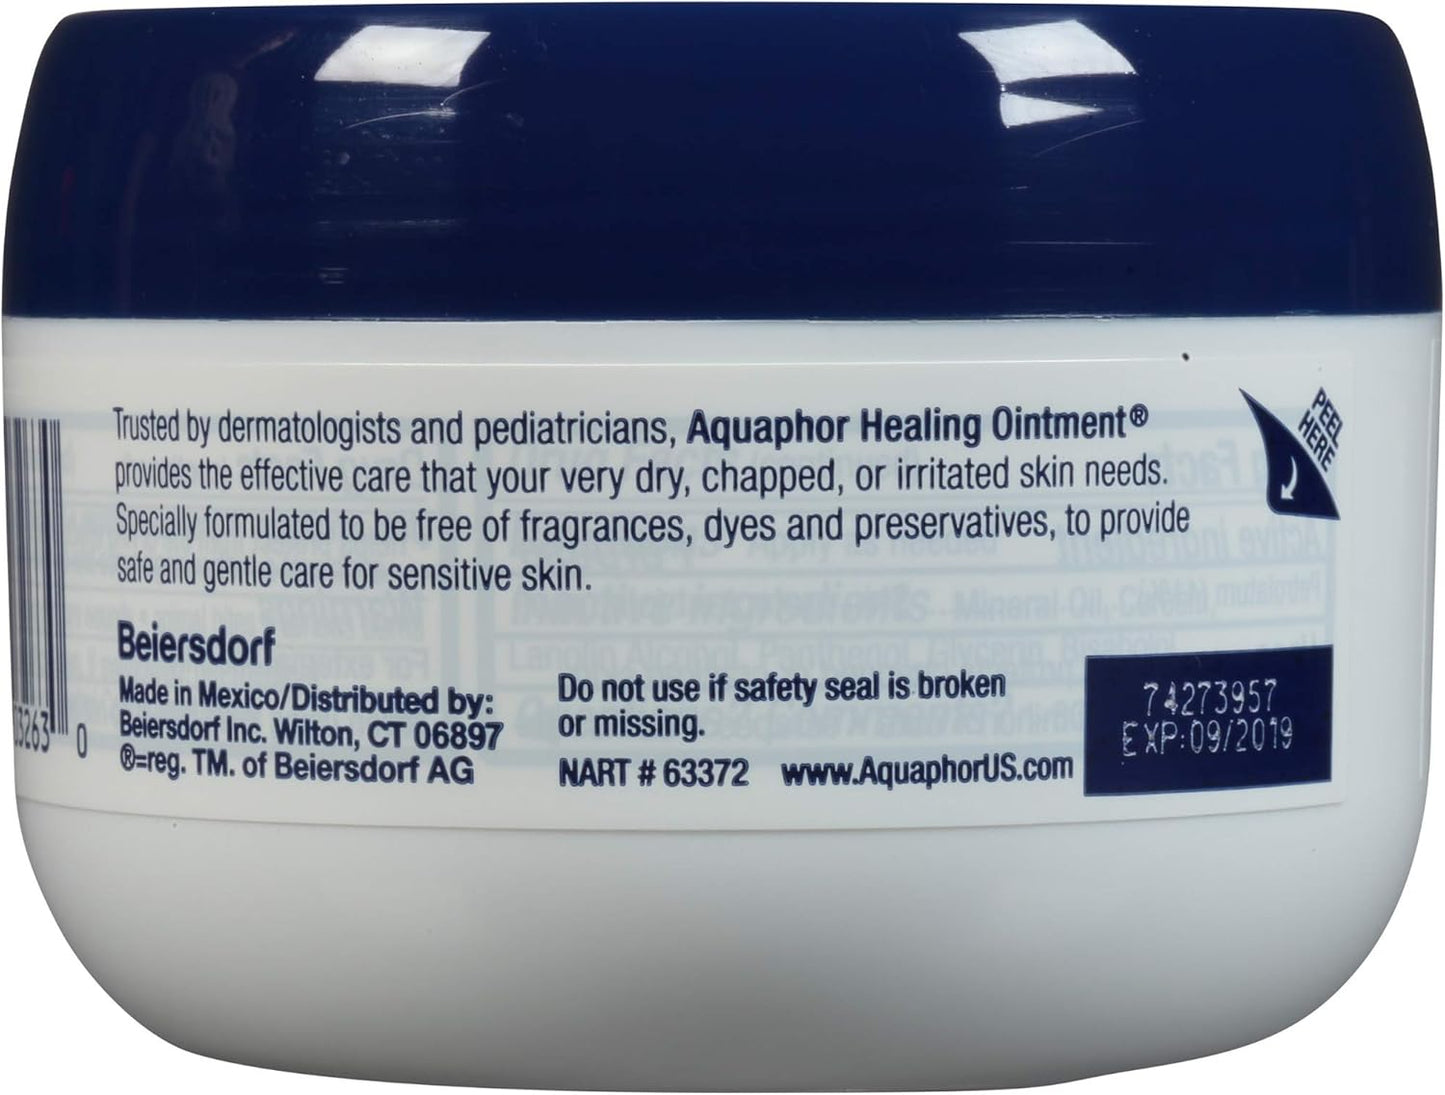 Trusted by dermatologists and pediatricians, Aquaphor Healing Ointment®
provides the effective care that your very dry, chapped, or irritated skin needs.
Specially formulated to be free of fragrances, dyes and preservatives, to provide
safe and gentle care for sensitive skin.
PEEL
HERE
Beiersdorf
Made in Mexico/Distributed by:
Beiersdorf Inc. Wilton, CT 06897
®=reg. TM. of Beiersdorf AG
Do not use if safety seal is broken
or missing.
NART # 63372 www.AquaphorUS.com
74273957
EXP:09/2019
63263 0